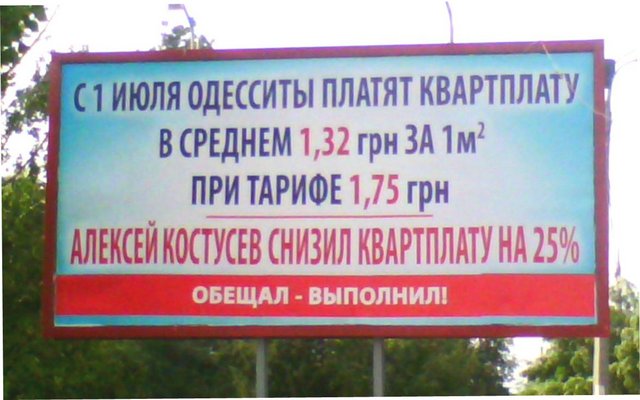 С 1 ИЮЛЯ ОДЕССИТЫ ПЛАТЯТ КВАРТПЛАТУ
В СРЕДНЕМ 1,32 грн ЗА 1м²
ПРИ ТАРИФЕ 1,75 грн
АЛЕКСЕЙ КОСТУСЕВ СНИЗИЛ КВАРТПЛАТУ НА 25%
ОБЕЩАЛ - ВЫПОЛНИЛ!